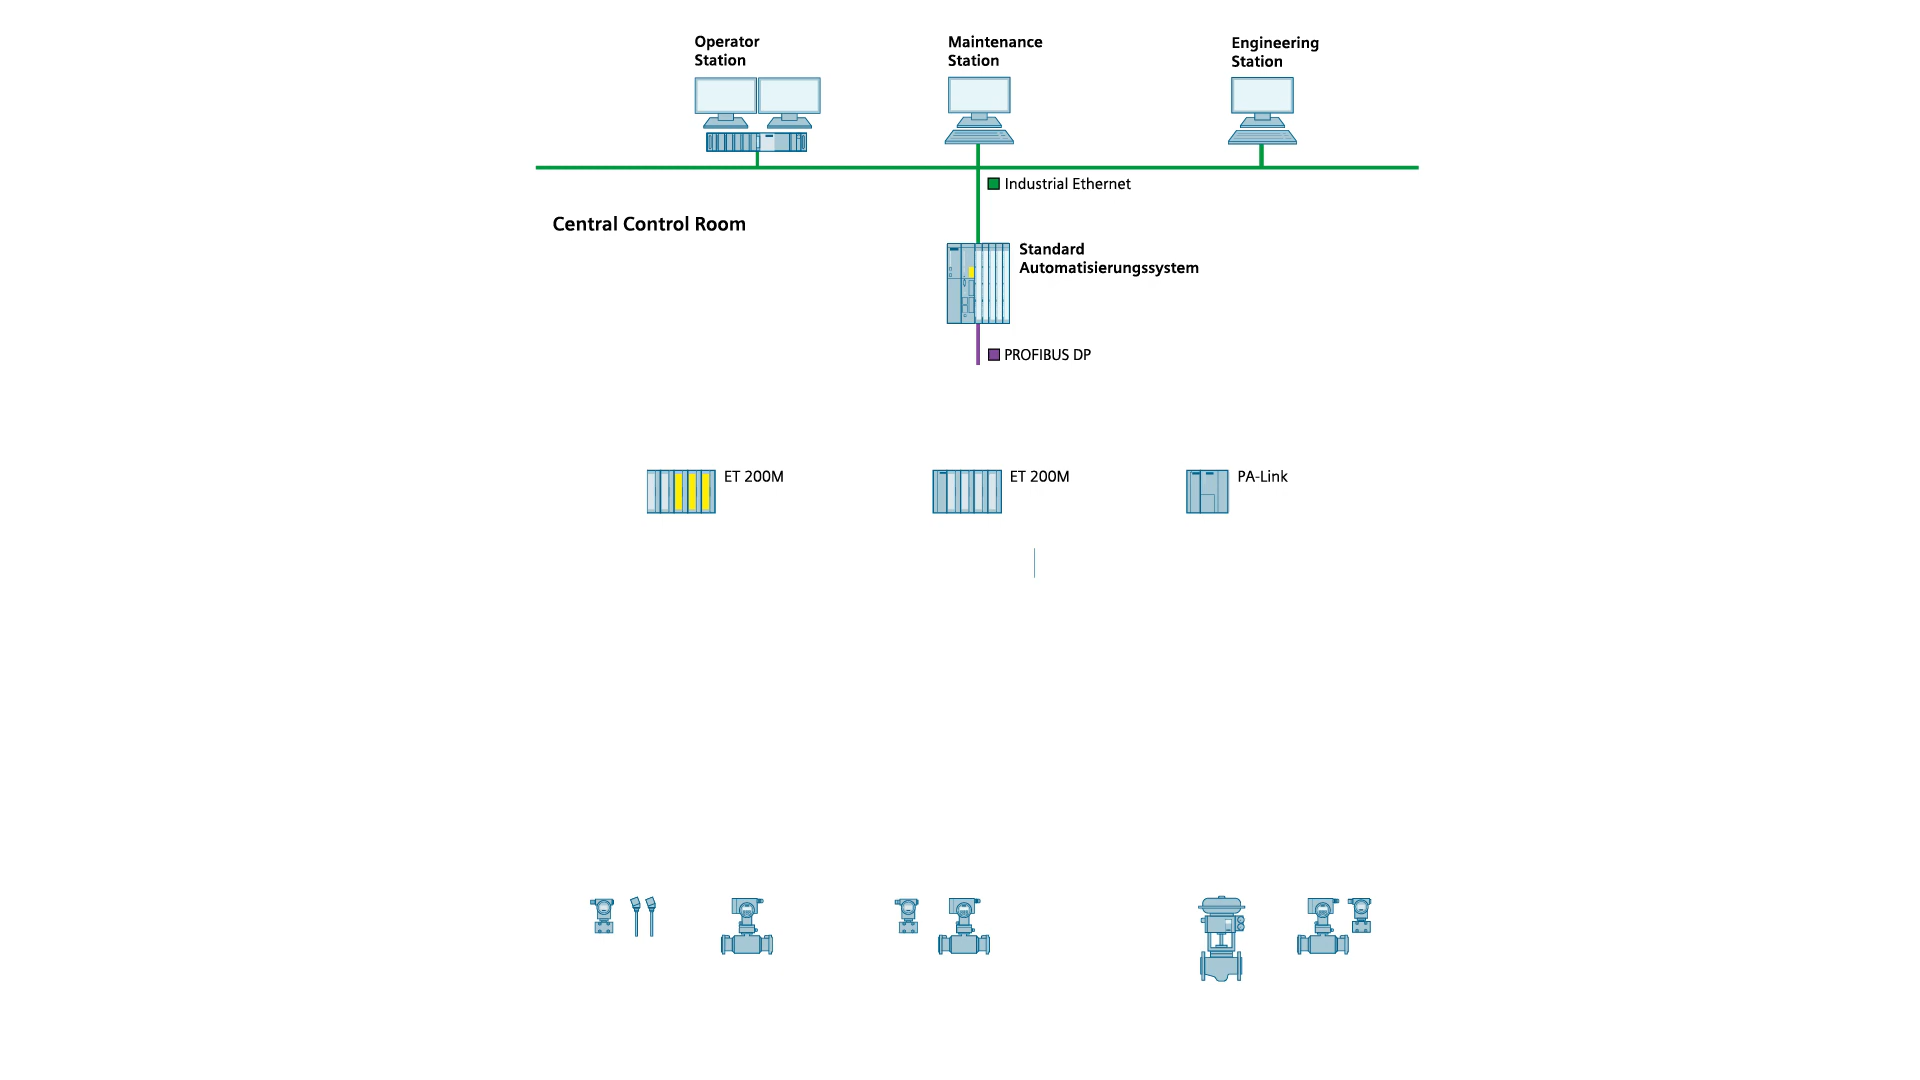 Operator
Station
Maintenance
Station
Engineering
Station
Industrial Ethernet
Central Control Room
Standard
Automatisierungssystem
PROFIBUS DP
ET 200M
ET 200M
PA-Link